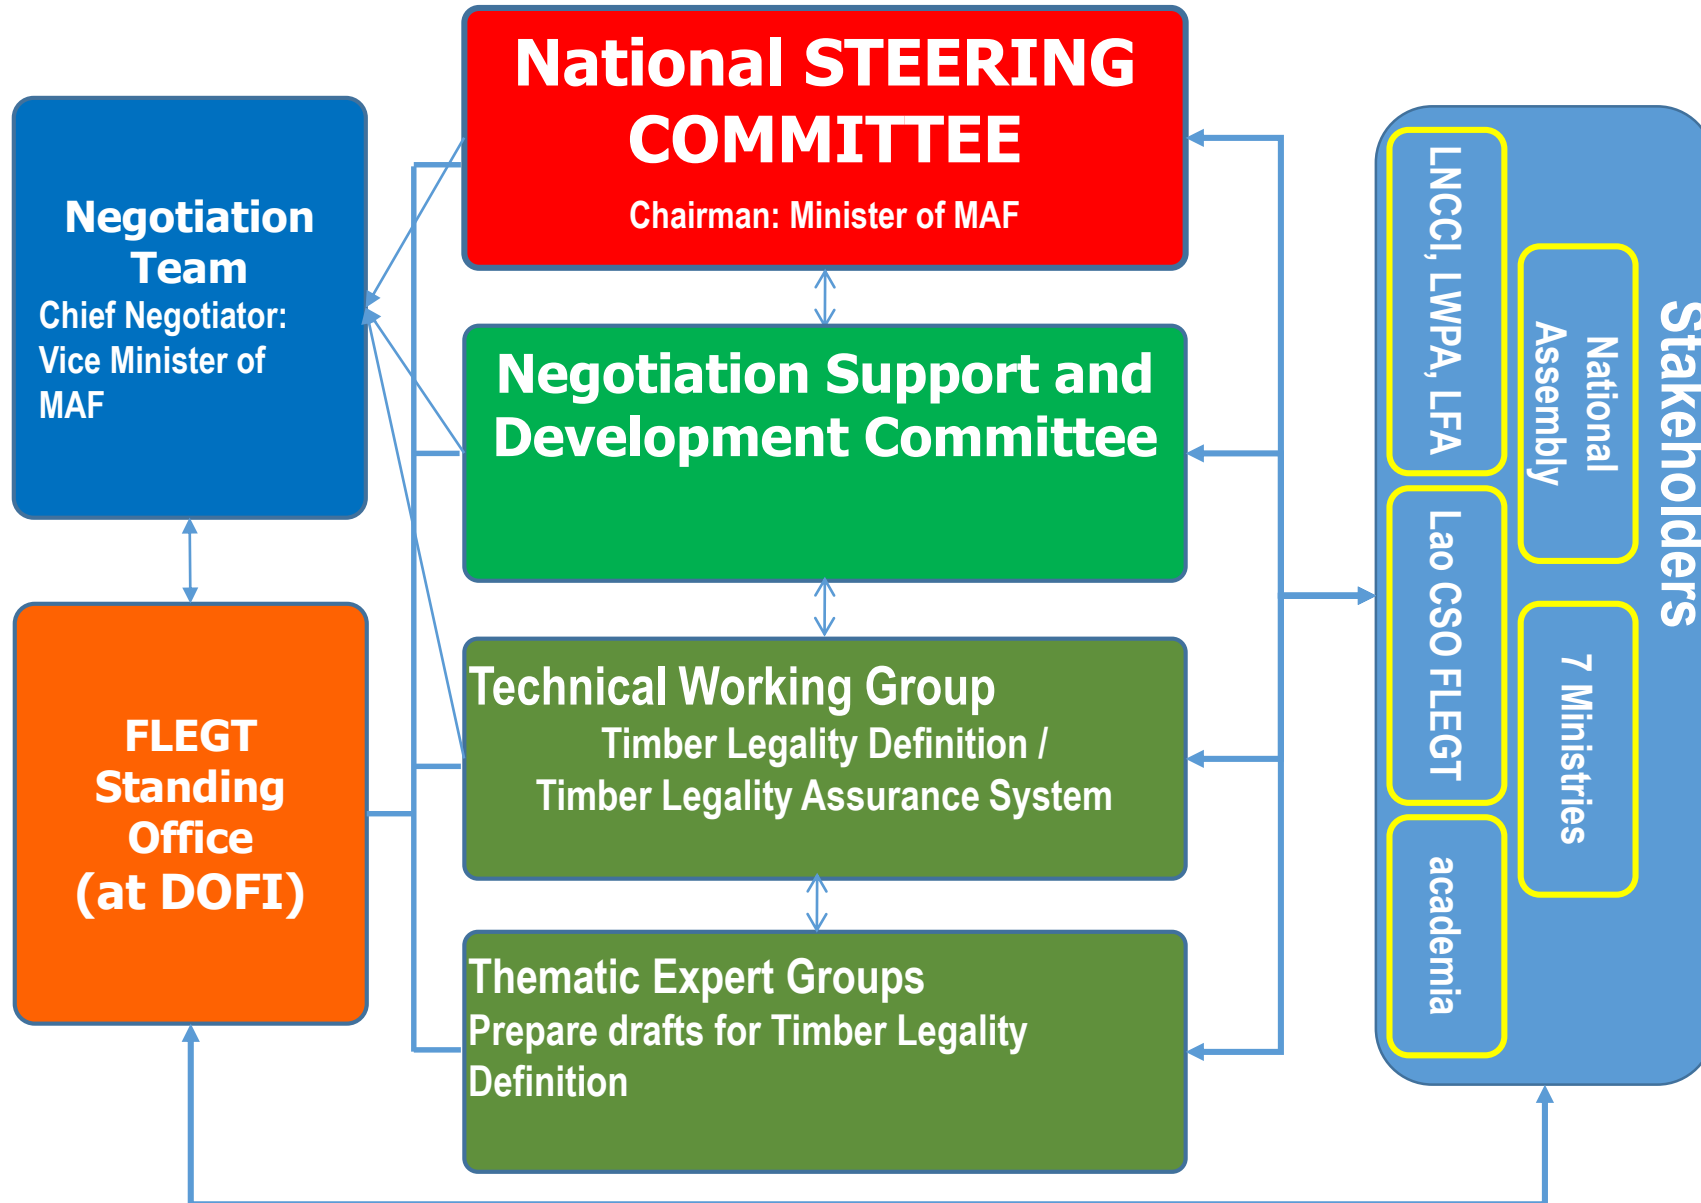 National STEERING
COMMITTEE
Chairman: Minister of MAF
Negotiation
Team
Chief Negotiator:
Vice Minister of
MAF
Negotiation Support and
Development Committee
FLEGT
Standing
Office
(at DOFI)
Technical Working Group
Timber Legality Definition /
Timber Legality Assurance System
Thematic Expert Groups
Prepare drafts for Timber Legality
Definition
Stakeholders
National
Assembly
7 Ministries
LNCCI, LWPA, LFA
Lao CSO FLEGT
academia